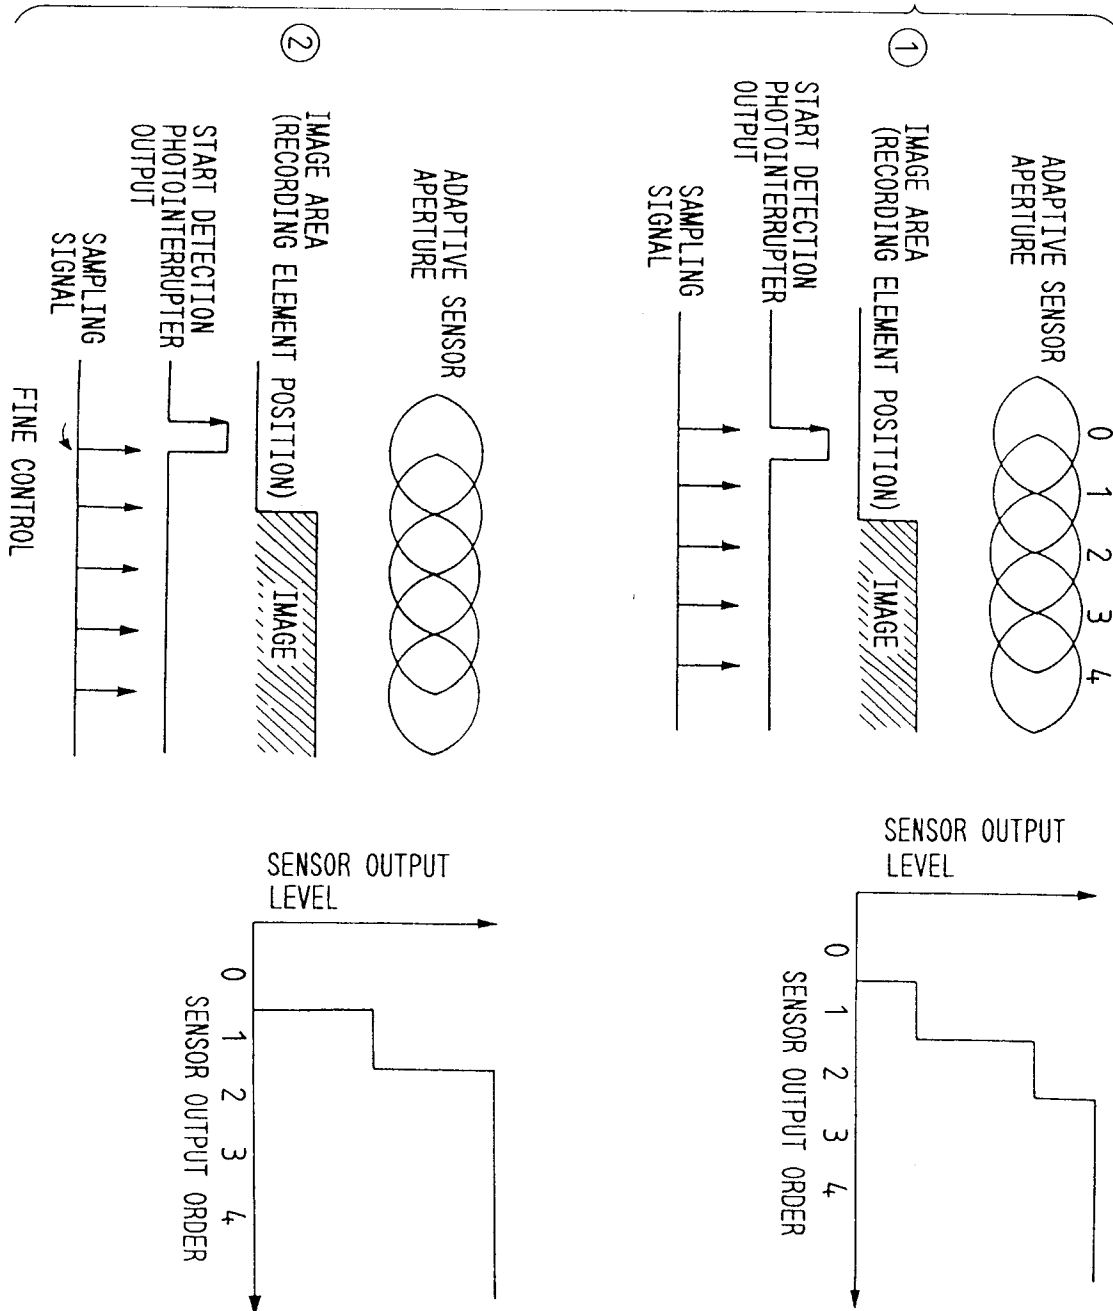 ①
ADAPTIVE SENSOR
APERTURE
0 1 2 3 4
IMAGE AREA
(RECORDING ELEMENT POSITION)
IMAGE
START DETECTION
PHOTOINTERRUPTER
OUTPUT
SAMPLING
SIGNAL
SENSOR OUTPUT
LEVEL
0 1 2 3 4
SENSOR OUTPUT ORDER
②
ADAPTIVE SENSOR
APERTURE
IMAGE AREA
(RECORDING ELEMENT POSITION)
IMAGE
START DETECTION
PHOTOINTERRUPTER
OUTPUT
SAMPLING
SIGNAL
FINE CONTROL
SENSOR OUTPUT
LEVEL
0 1 2 3 4
SENSOR OUTPUT ORDER